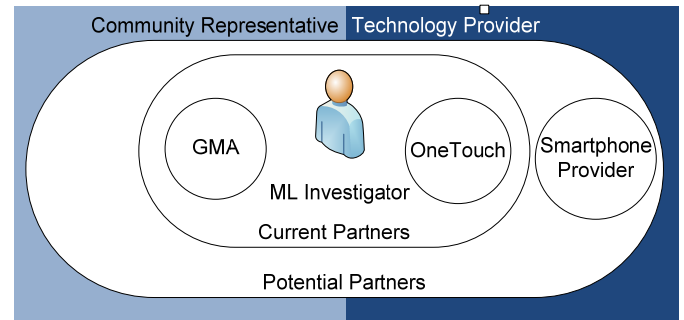 Community Representative
Technology Provider
GMA
OneTouch
Smartphone
Provider
ML Investigator
Current Partners
Potential Partners